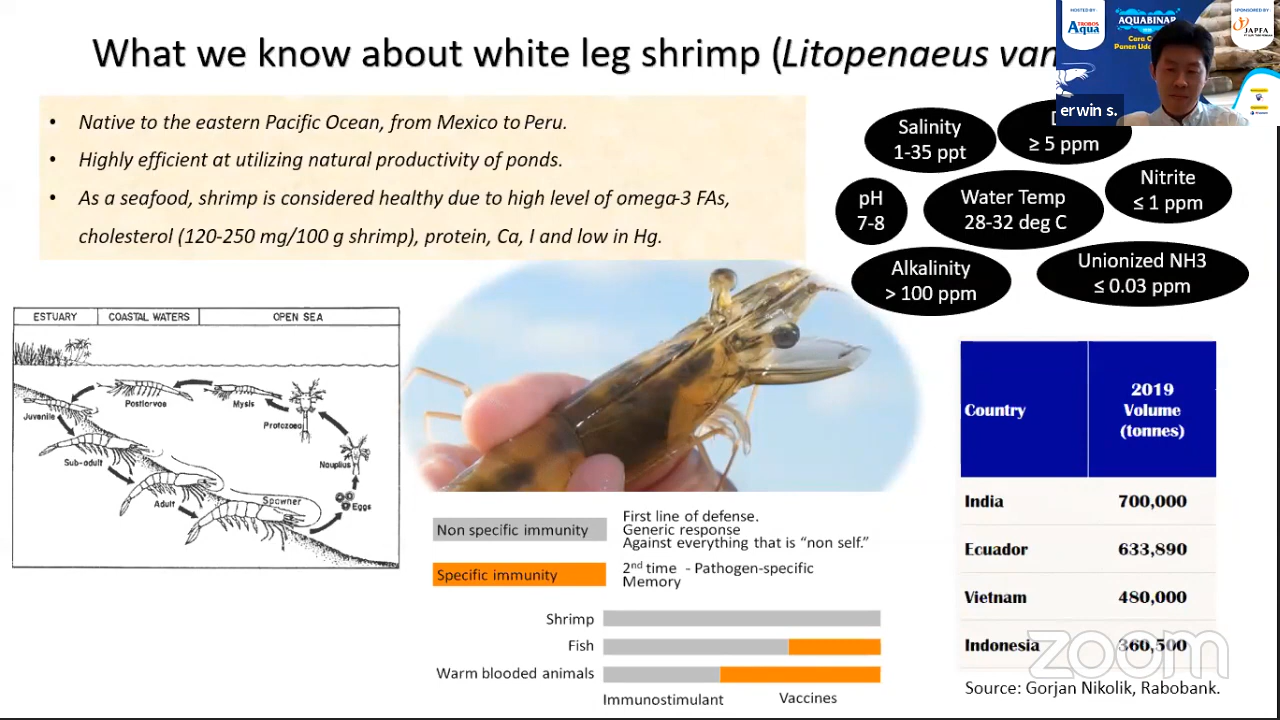 What we know about white leg shrimp (Litopenaeus van
HOSTED BY:
TROBOS
Aqua
AQUABINAR
SPONSORED BY:
JAPFA
erwin s.
• Native to the eastern Pacific Ocean, from Mexico to Peru.
• Highly efficient at utilizing natural productivity of ponds.
• As a seafood, shrimp is considered healthy due to high level of omega-3 FAs,
cholesterol (120-250 mg/100 g shrimp), protein, Ca, I and low in Hg.
Salinity
1-35 ppt
≥ 5 ppm
pH
7-8
Water Temp
28-32 deg C
Nitrite
≤ 1 ppm
Alkalinity
> 100 ppm
Unionized NH3
≤ 0.03 ppm
ESTUARY
COASTAL WATERS
OPEN SEA
Juvenile
Postlarvae
Mysis
Protozoea
Nauplius
Eggs
Sub-adult
Adult
Spawner
Non specific immunity
First line of defense.
Generic response
Against everything that is “non self.”
Specific immunity
2nd time - Pathogen-specific
Memory
Shrimp
Fish
Warm blooded animals
Immunostimulant
Vaccines
Country
2019
Volume
(tonnes)
India 700,000
Ecuador 633,890
Vietnam 480,000
Indonesia 360,500
zoom
Source: Gorjan Nikolik, Rabobank.